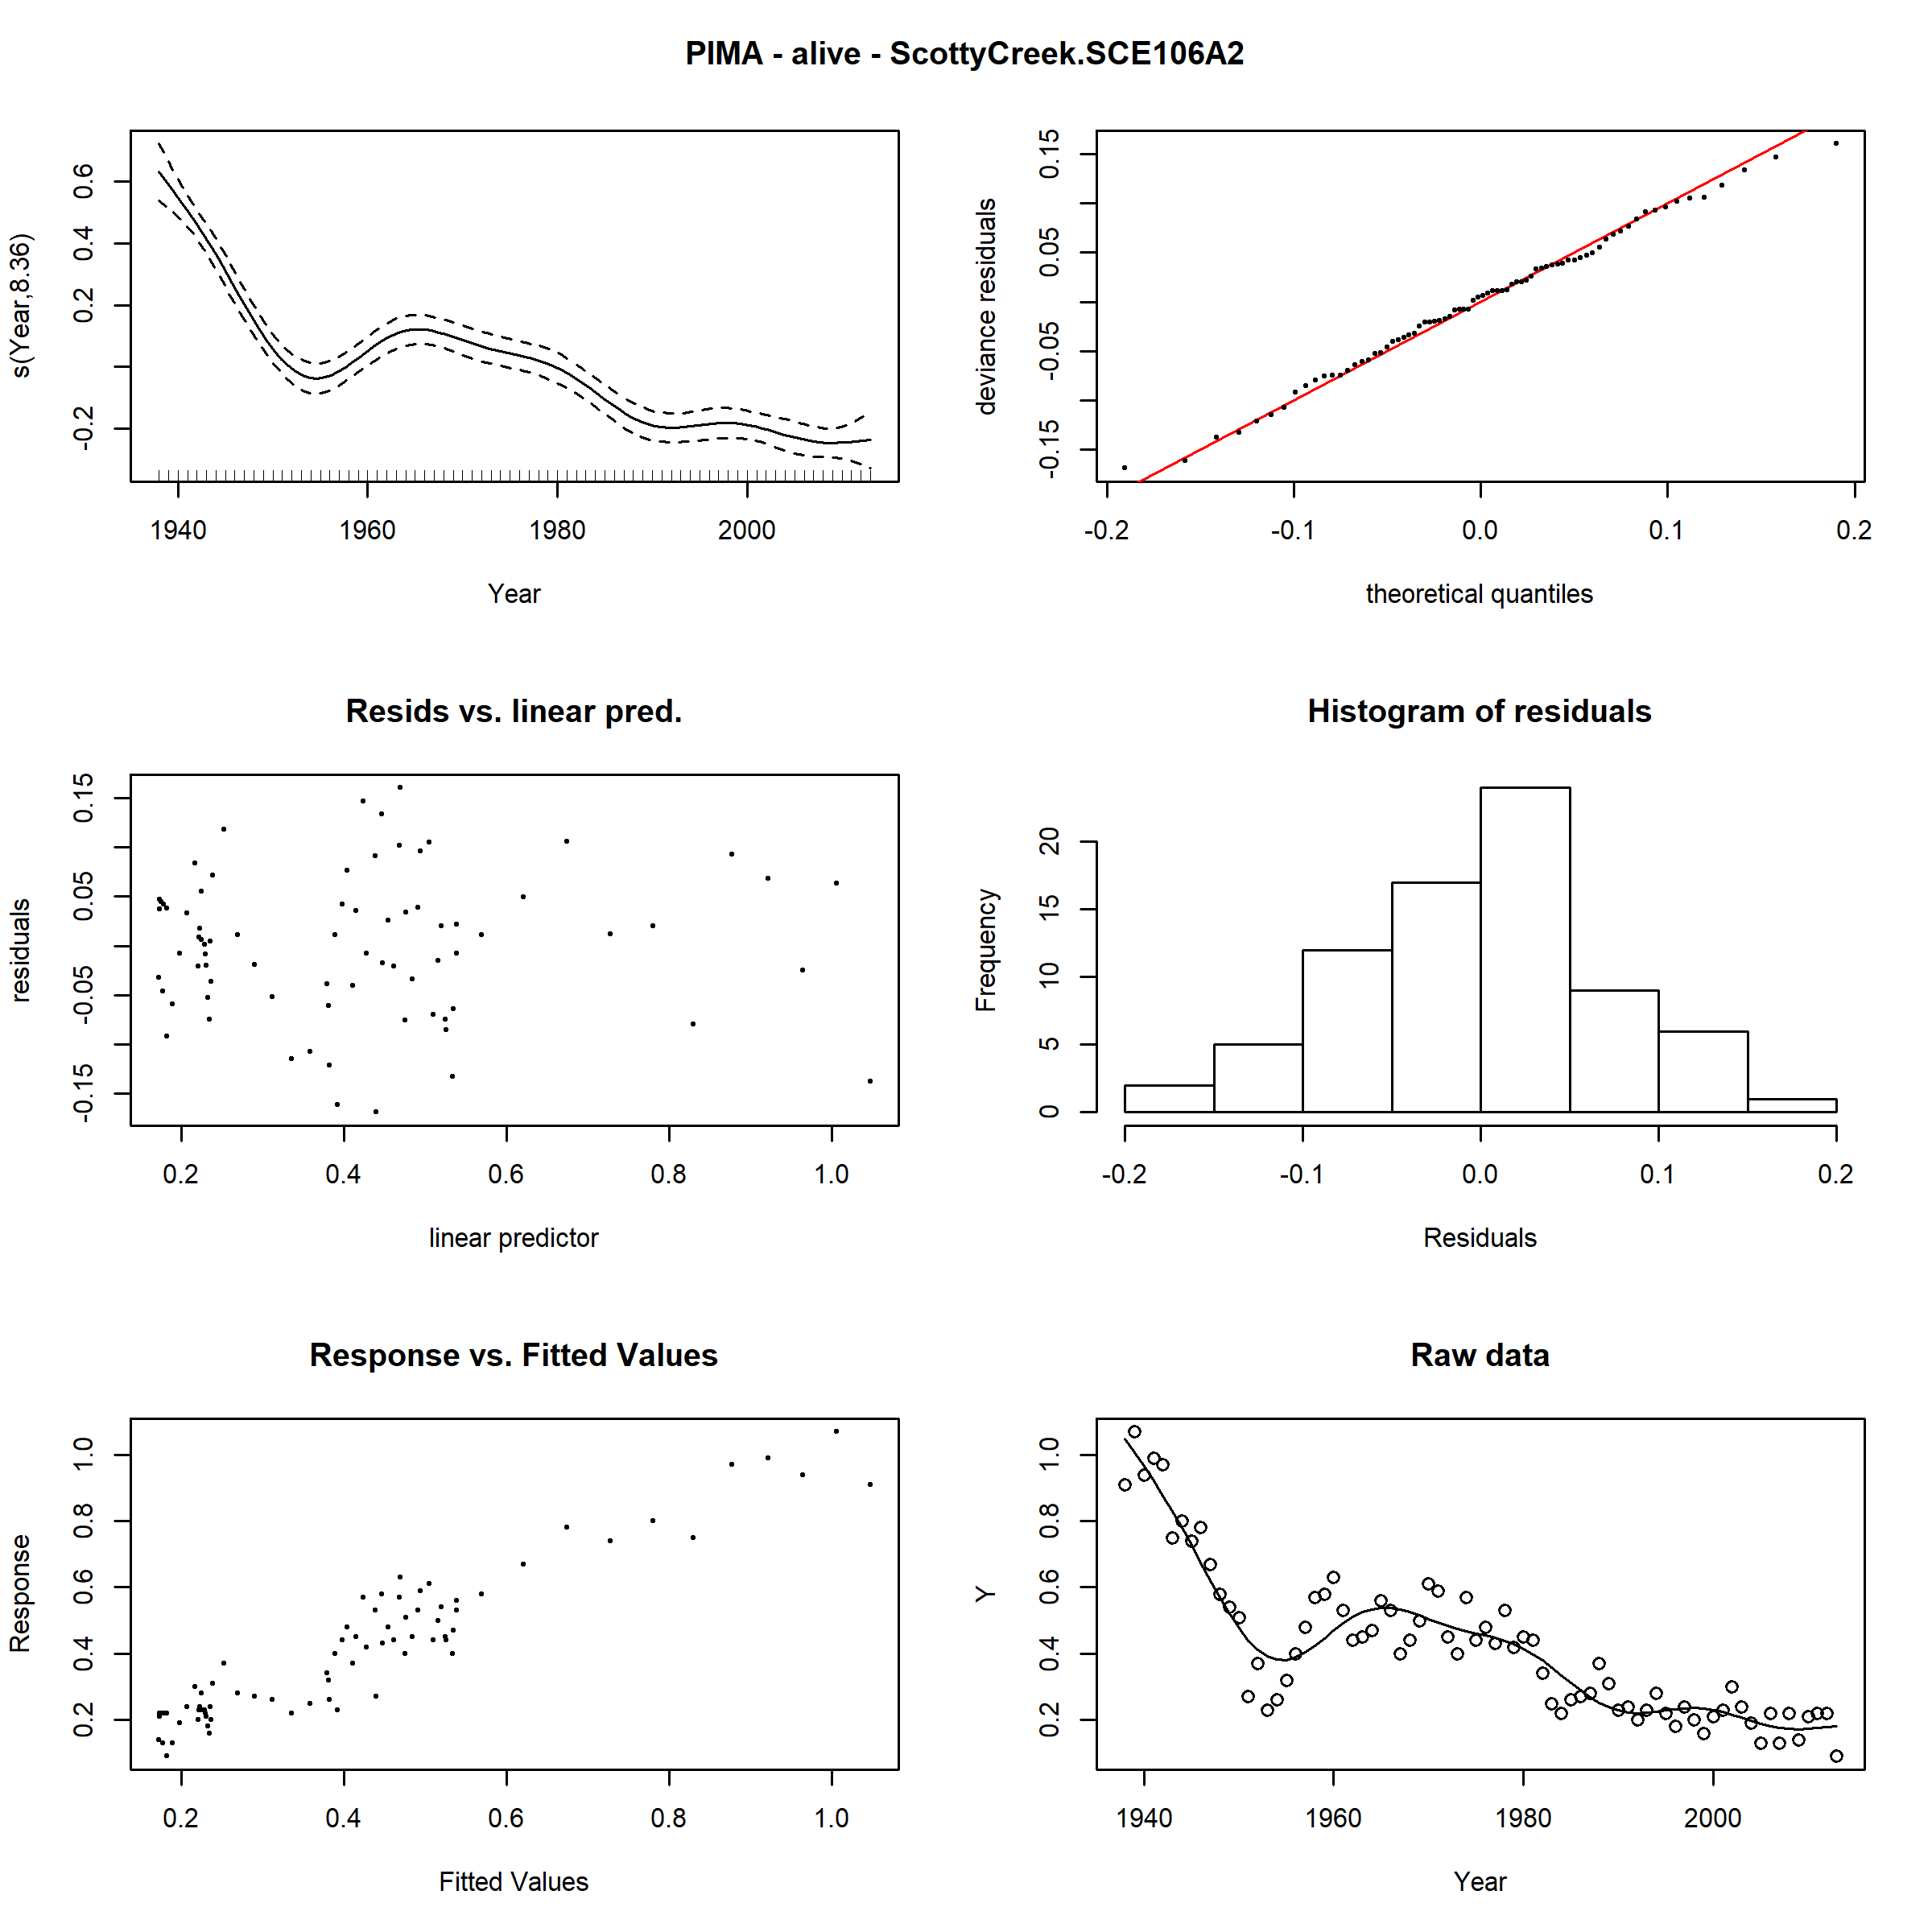 PIMA - alive - ScottyCreek.SCE106A2
s(Year,8.36)
-0.2 0.2 0.4 0.6
1940 1960 1980 2000
Year
deviance residuals
-0.15 -0.05 0.05 0.15
-0.2 -0.1 0.0 0.1 0.2
theoretical quantiles
Resids vs. linear pred.
residuals
-0.15 -0.05 0.05 0.15
0.2 0.4 0.6 0.8 1.0
linear predictor
Histogram of residuals
Frequency
0 5 10 15 20
-0.2 -0.1 0.0 0.1 0.2
Residuals
Response vs. Fitted Values
Response
0.2 0.4 0.6 0.8 1.0
0.2 0.4 0.6 0.8 1.0
Fitted Values
Raw data
Y
0.2 0.4 0.6 0.8 1.0
1940 1960 1980 2000
Year